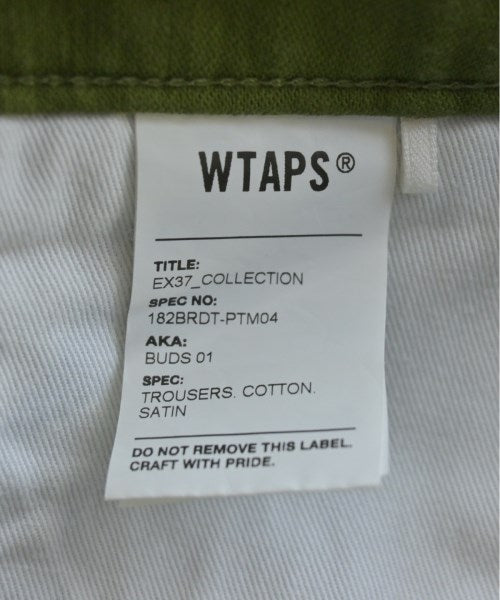 WTAPS®
TITLE:
EX37_COLLECTION
SPEC NO:
182BRDT-PTM04
AKA:
BUDS 01
SPEC:
TROUSERS. COTTON.
SATIN
DO NOT REMOVE THIS LABEL.
CRAFT WITH PRIDE.